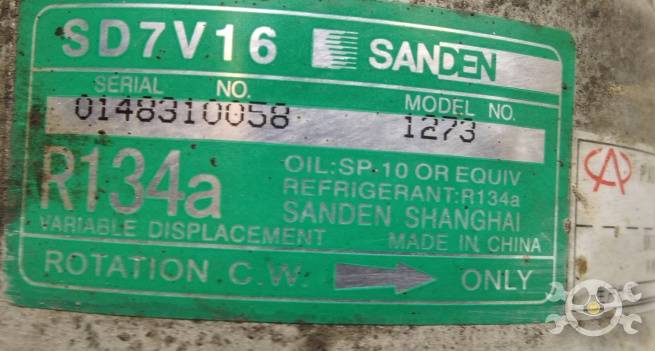 SD7V16 SANDEN
SERIAL NO.
MODEL NO.
0148310058
1273
R134a
OIL:SP-10 OR EQUIV
REFRIGERANT:R134a
SANDEN SHANGHAI
VARIABLE DISPLACEMENT
MADE IN CHINA
ROTATION C.W. ONLY